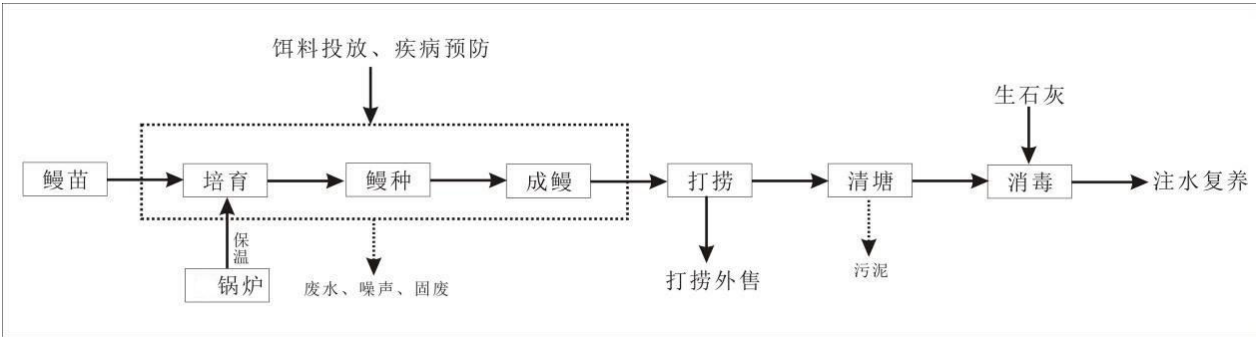 饵料投放、疾病预防
生石灰
鳗苗
培育
鳗种
成鳗
打捞
清塘
消毒
注水复养
保温
锅炉
废水、噪声、固废
打捞外售
污泥